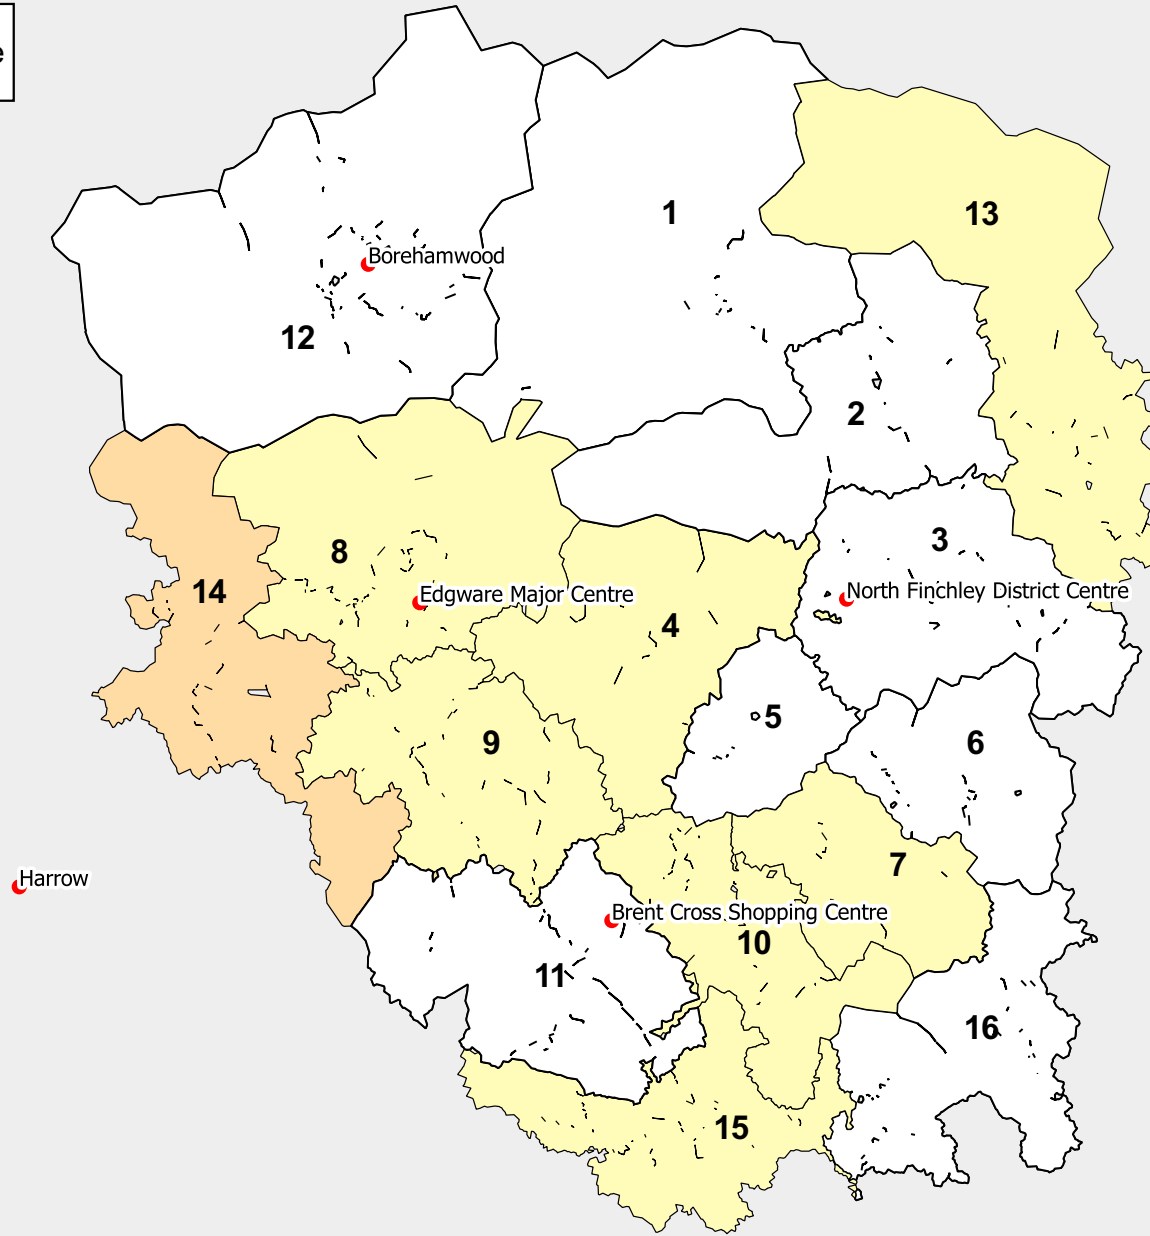 e
1
13
Borehamwood
12
2
3
8
14
Edgware Major Centre
North Finchley District Centre
4
5
9
6
7
Harrow
Brent Cross Shopping Centre
10
11
16
15